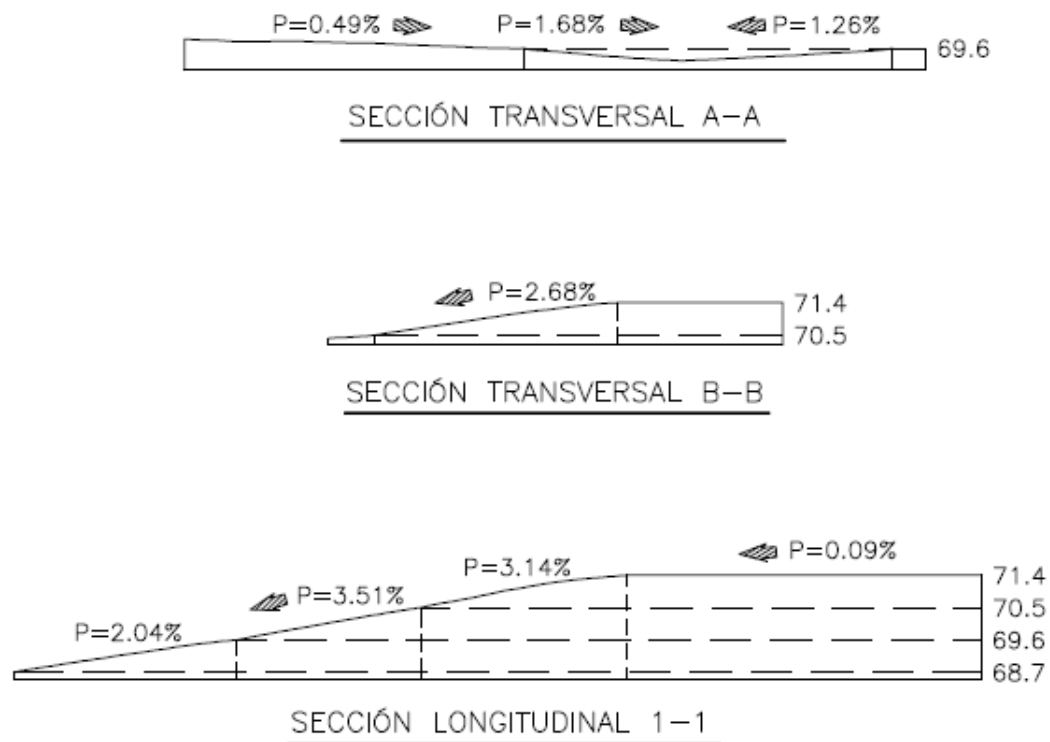 P=0.49% P=1.68% P=1.26%
69.6
SECCIÓN TRANSVERSAL A-A
P=2.68%
71.4
70.5
SECCIÓN TRANSVERSAL B-B
P=0.09%
P=3.14%
71.4
P=3.51%
70.5
P=2.04%
69.6
68.7
SECCIÓN LONGITUDINAL 1-1